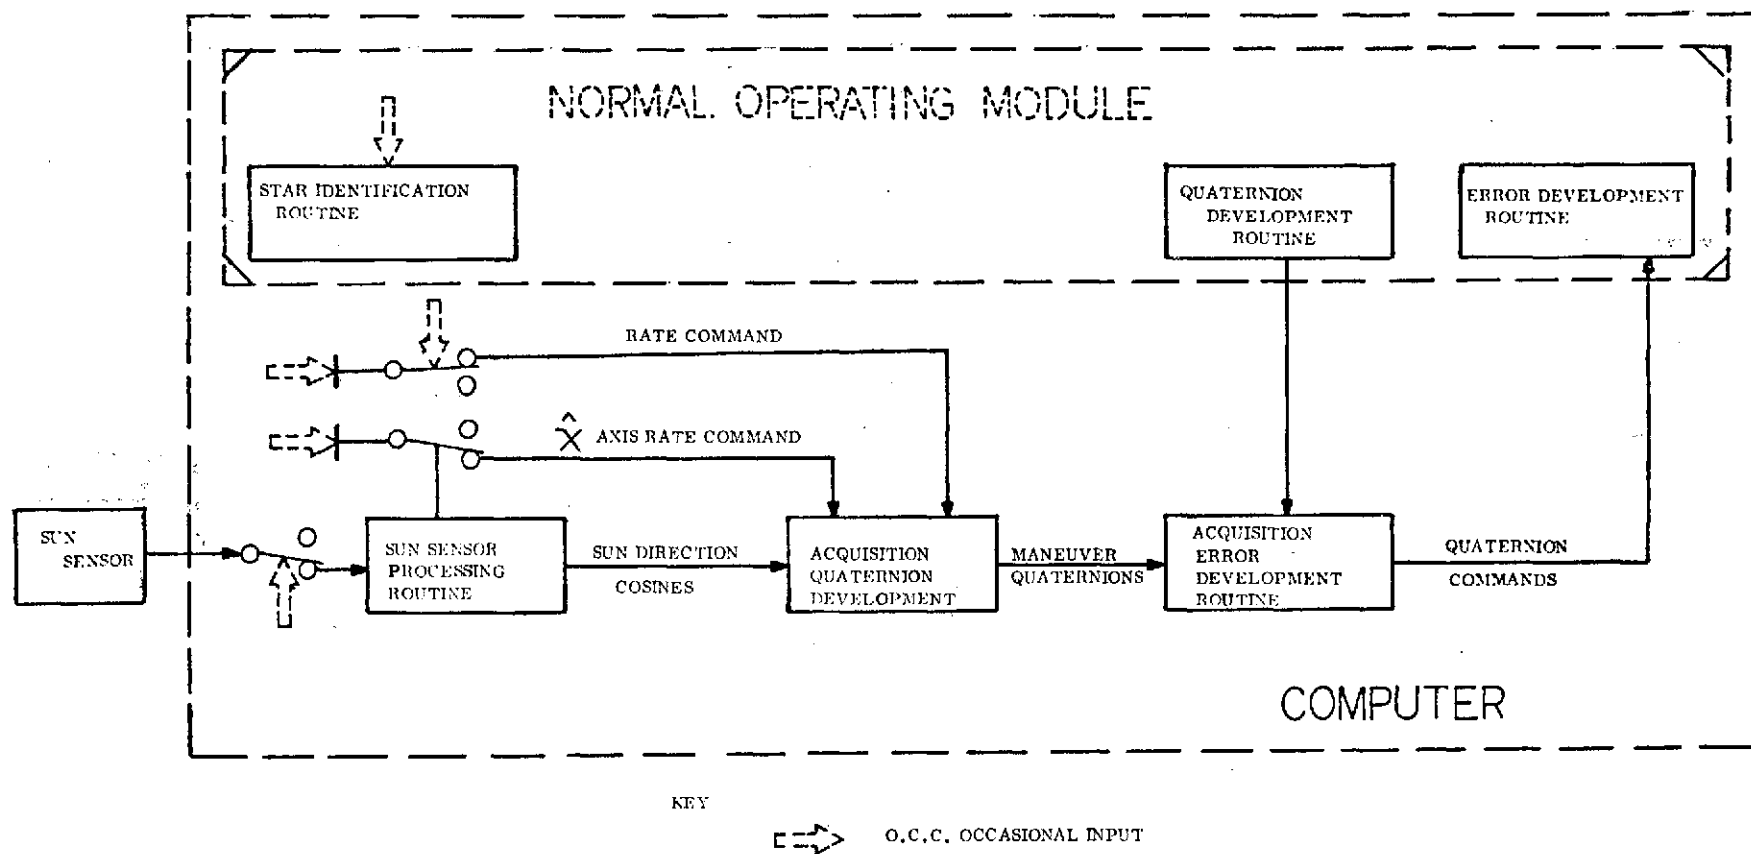 NORMAL OPERATING MODULE
STAR IDENTIFICATION
ROUTINE
QUATERNION
DEVELOPMENT
ROUTINE
ERROR DEVELOPMENT
ROUTINE
RATE COMMAND
X̂ AXIS RATE COMMAND
SUN
SENSOR
SUN SENSOR
PROCESSING
ROUTINE
SUN DIRECTION
COSINES
ACQUISITION
QUATERNION
DEVELOPMENT
MANEUVER
QUATERNIONS
ACQUISITION
ERROR
DEVELOPMENT
ROUTINE
QUATERNION
COMMANDS
COMPUTER
KEY
O.C.C. OCCASIONAL INPUT